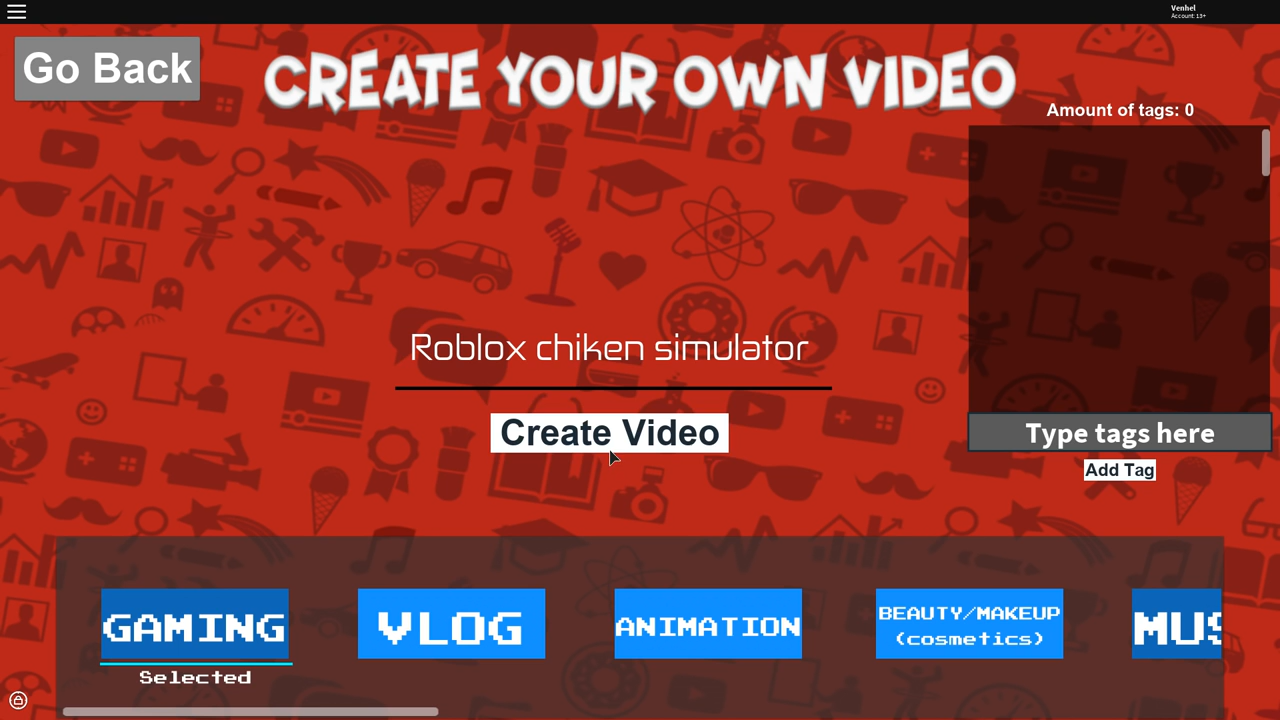 Venhel
Account: 13+
Go Back
CREATE YOUR OWN VIDEO
Amount of tags: 0
Roblox chiken simulator
Create Video
Type tags here
Add Tag
GAMING
VLOG
ANIMATION
BEAUTY/MAKEUP
(cosmetics)
MUS
Selected